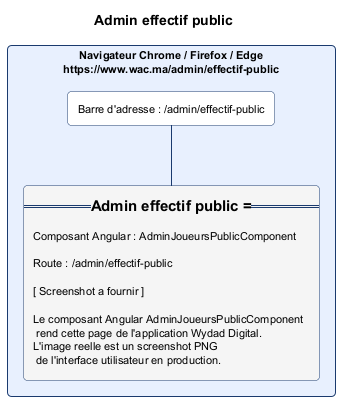 Admin effectif public
Navigateur Chrome / Firefox / Edge
https://www.wac.ma/admin/effectif-public
Barre d'adresse : /admin/effectif-public
Admin effectif public =
Composant Angular : AdminJoueursPublicComponent
Route : /admin/effectif-public
[ Screenshot a fournir ]
Le composant Angular AdminJoueursPublicComponent
rend cette page de l'application Wydad Digital.
L'image reelle est un screenshot PNG
de l'interface utilisateur en production.